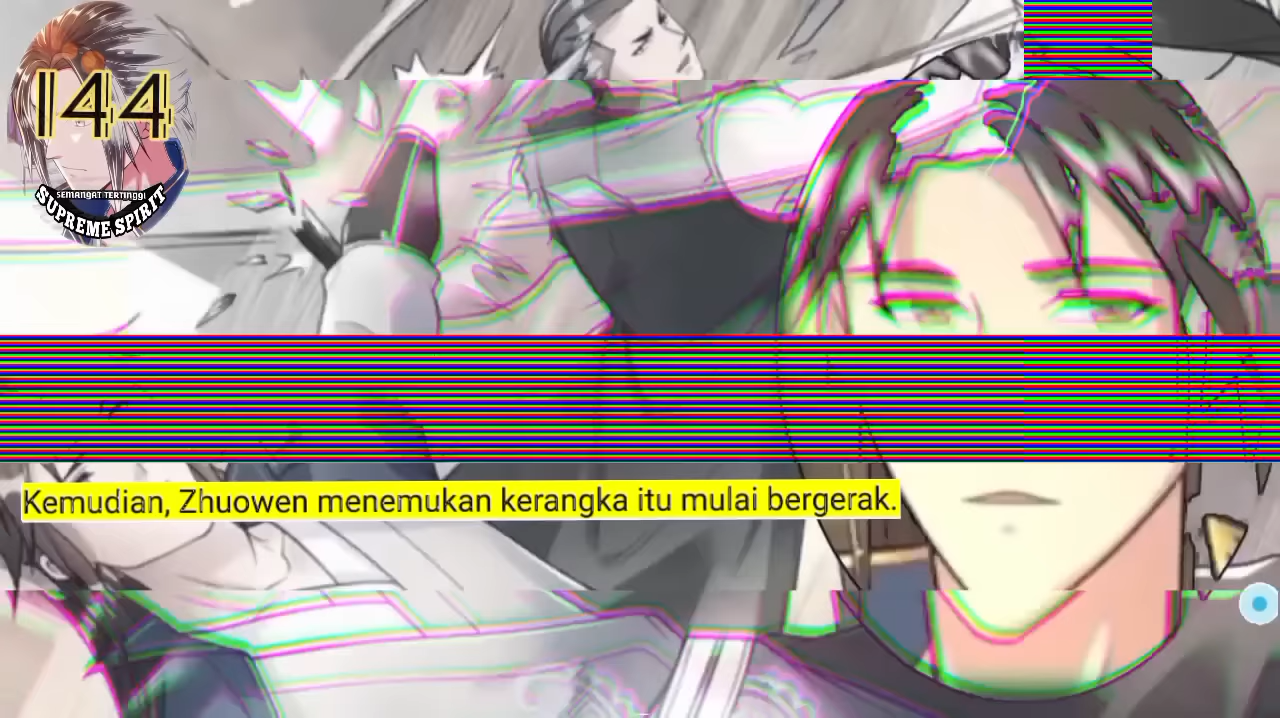 144
SEMANGAT TERTINGGI
SUPREME SPIRIT
Kemudian, Zhuowen menemukan kerangka itu mulai bergerak.